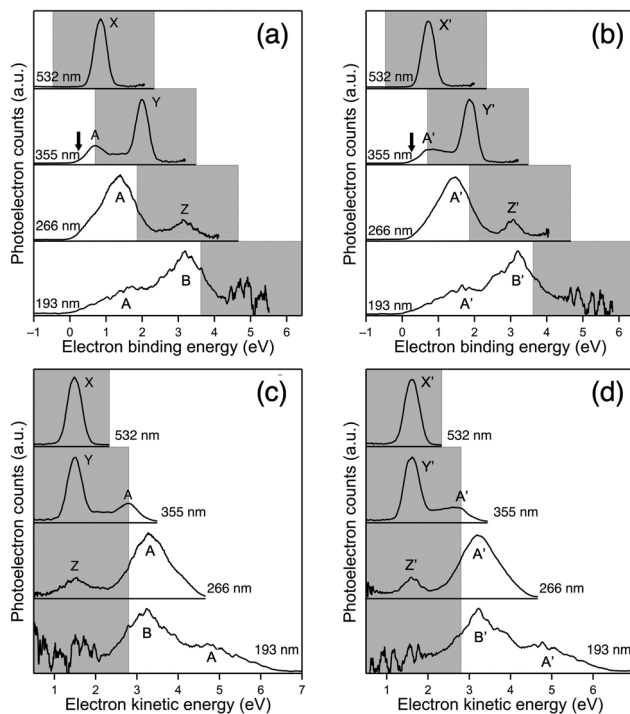 (a)
X
532 nm
Y
A
355 nm
A
Z
266 nm
A
B
193 nm
-1 0 1 2 3 4 5 6
Electron binding energy (eV)
Photoelectron counts (a.u.)
(b)
X'
532 nm
Y'
A'
355 nm
A'
Z'
266 nm
A'
B'
193 nm
-1 0 1 2 3 4 5 6
Electron binding energy (eV)
Photoelectron counts (a.u.)
(c)
X
532 nm
Y
A
355 nm
Z
A
266 nm
B
A
193 nm
1 2 3 4 5 6 7
Electron kinetic energy (eV)
Photoelectron counts (a.u.)
(d)
X'
532 nm
Y'
A'
355 nm
Z'
A'
266 nm
B'
A'
193 nm
1 2 3 4 5 6
Electron kinetic energy (eV)
Photoelectron counts (a.u.)